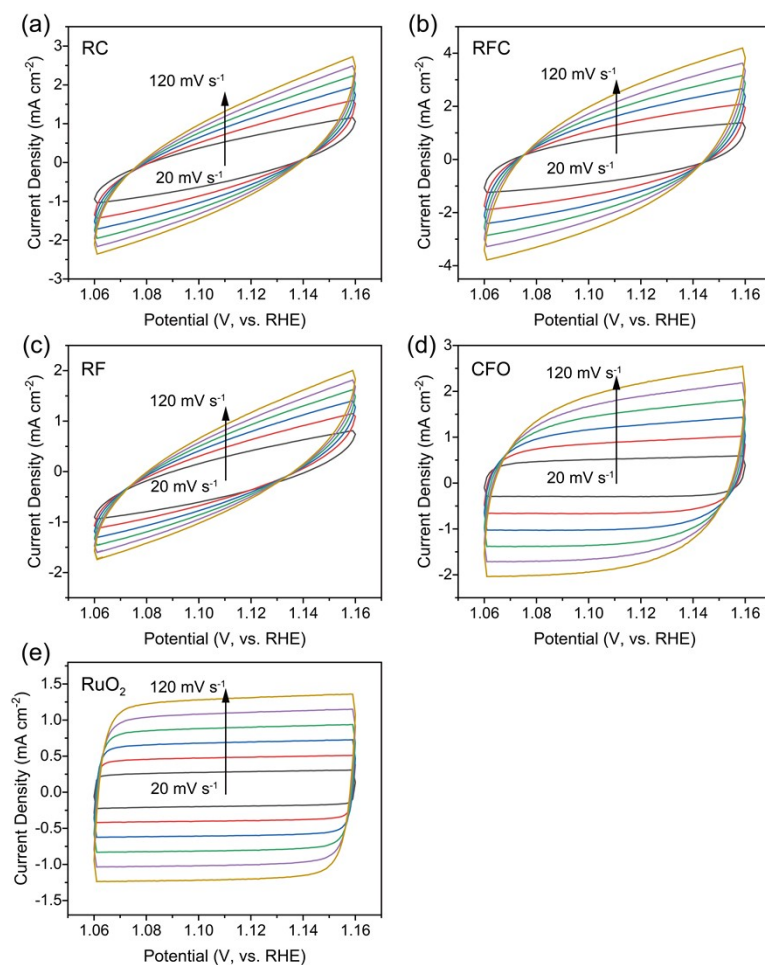 (a)
RC
3
2
1
0
-1
-2
-3
120 mV s⁻¹
20 mV s⁻¹
1.06 1.08 1.10 1.12 1.14 1.16
Potential (V, vs. RHE)
Current Density (mA cm⁻²)
(b)
RFC
4
2
0
-2
-4
120 mV s⁻¹
20 mV s⁻¹
1.06 1.08 1.10 1.12 1.14 1.16
Potential (V, vs. RHE)
Current Density (mA cm⁻²)
(c)
RF
2
1
0
-1
-2
120 mV s⁻¹
20 mV s⁻¹
1.06 1.08 1.10 1.12 1.14 1.16
Potential (V, vs. RHE)
Current Density (mA cm⁻²)
(d)
CFO
3
2
1
0
-1
-2
120 mV s⁻¹
20 mV s⁻¹
1.06 1.08 1.10 1.12 1.14 1.16
Potential (V, vs. RHE)
Current Density (mA cm⁻²)
(e)
RuO₂
1.5
1.0
0.5
0.0
-0.5
-1.0
-1.5
120 mV s⁻¹
20 mV s⁻¹
1.06 1.08 1.10 1.12 1.14 1.16
Potential (V, vs. RHE)
Current Density (mA cm⁻²)